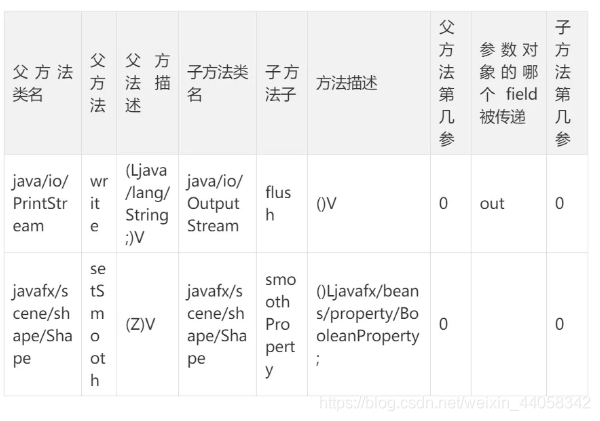 父方法类名
父方法
父方法描述
子方法类名
子方法子
方法描述
父方法第几参
参数对象的哪个 field 被传递
子方法第几参
java/io/PrintStream
write
(Ljava/lang/String;)V
java/io/OutputStream
flush
()V
0
out
0
javafx/scene/shape/Shape
setSmooth
(Z)V
javafx/scene/shape/Shape
smoothProperty
()Ljavafx/beans/property/BooleanProperty;
0
0
https://blog.csdn.net/weixin_44058342